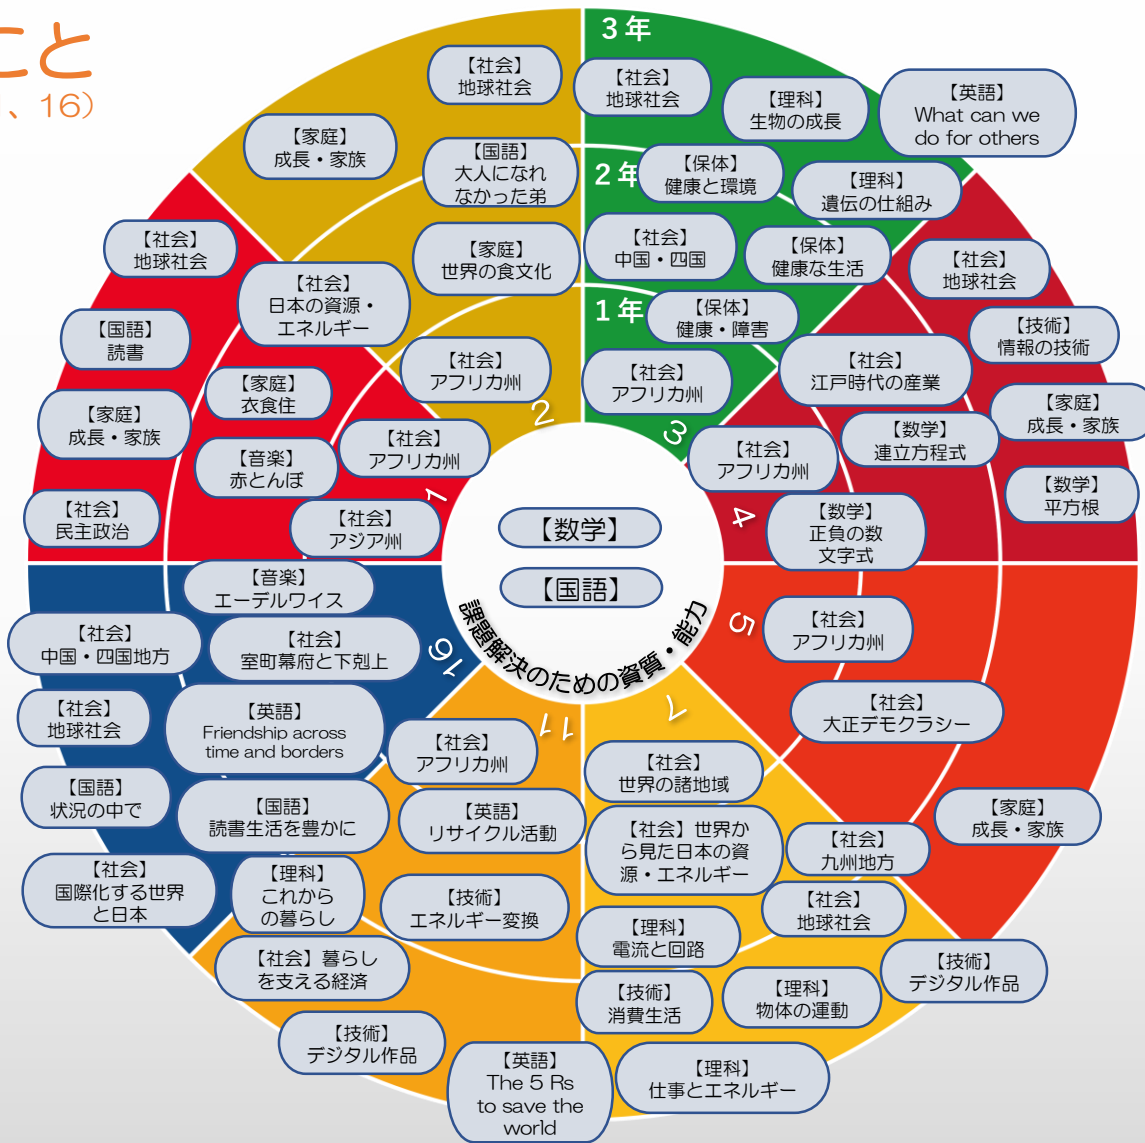 こと
、16）
3年
【社会】
地球社会
【社会】
地球社会
【理科】
生物の成長
【英語】
What can we
do for others
【家庭】
成長・家族
【国語】
大人になれ
なかった弟
2年
【保体】
健康と環境
【理科】
遺伝の仕組み
【社会】
地球社会
【家庭】
世界の食文化
【社会】
中国・四国
【保体】
健康な生活
【社会】
地球社会
【社会】
日本の資源・
エネルギー
1年
【保体】
健康・障害
【技術】
情報の技術
【国語】
読書
【社会】
アフリカ州
【社会】
アフリカ州
【社会】
江戸時代の産業
【家庭】
衣食住
【家庭】
成長・家族
【家庭】
成長・家族
2
3
【社会】
アフリカ州
【社会】
アフリカ州
【数学】
連立方程式
【音楽】
赤とんぼ
【数学】
平方根
1
4
【社会】
民主政治
【社会】
アジア州
【数学】
【数学】
正負の数
文字式
【音楽】
エーデルワイス
【国語】
課題解決のための資質・能力
16
5
【社会】
中国・四国地方
【社会】
室町幕府と下剋上
【社会】
アフリカ州
11
7
【社会】
地球社会
【英語】
Friendship across
time and borders
【社会】
アフリカ州
【社会】
大正デモクラシー
【社会】
世界の諸地域
【国語】
状況の中で
【国語】
読書生活を豊かに
【英語】
リサイクル活動
【社会】世界か
ら見た日本の資
源・エネルギー
【社会】
九州地方
【家庭】
成長・家族
【社会】
国際化する世界
と日本
【理科】
これから
の暮らし
【技術】
エネルギー変換
【社会】
地球社会
【理科】
電流と回路
【社会】暮らし
を支える経済
【技術】
デジタル作品
【技術】
消費生活
【理科】
物体の運動
【技術】
デジタル作品
【英語】
The 5 Rs
to save the
world
【理科】
仕事とエネルギー